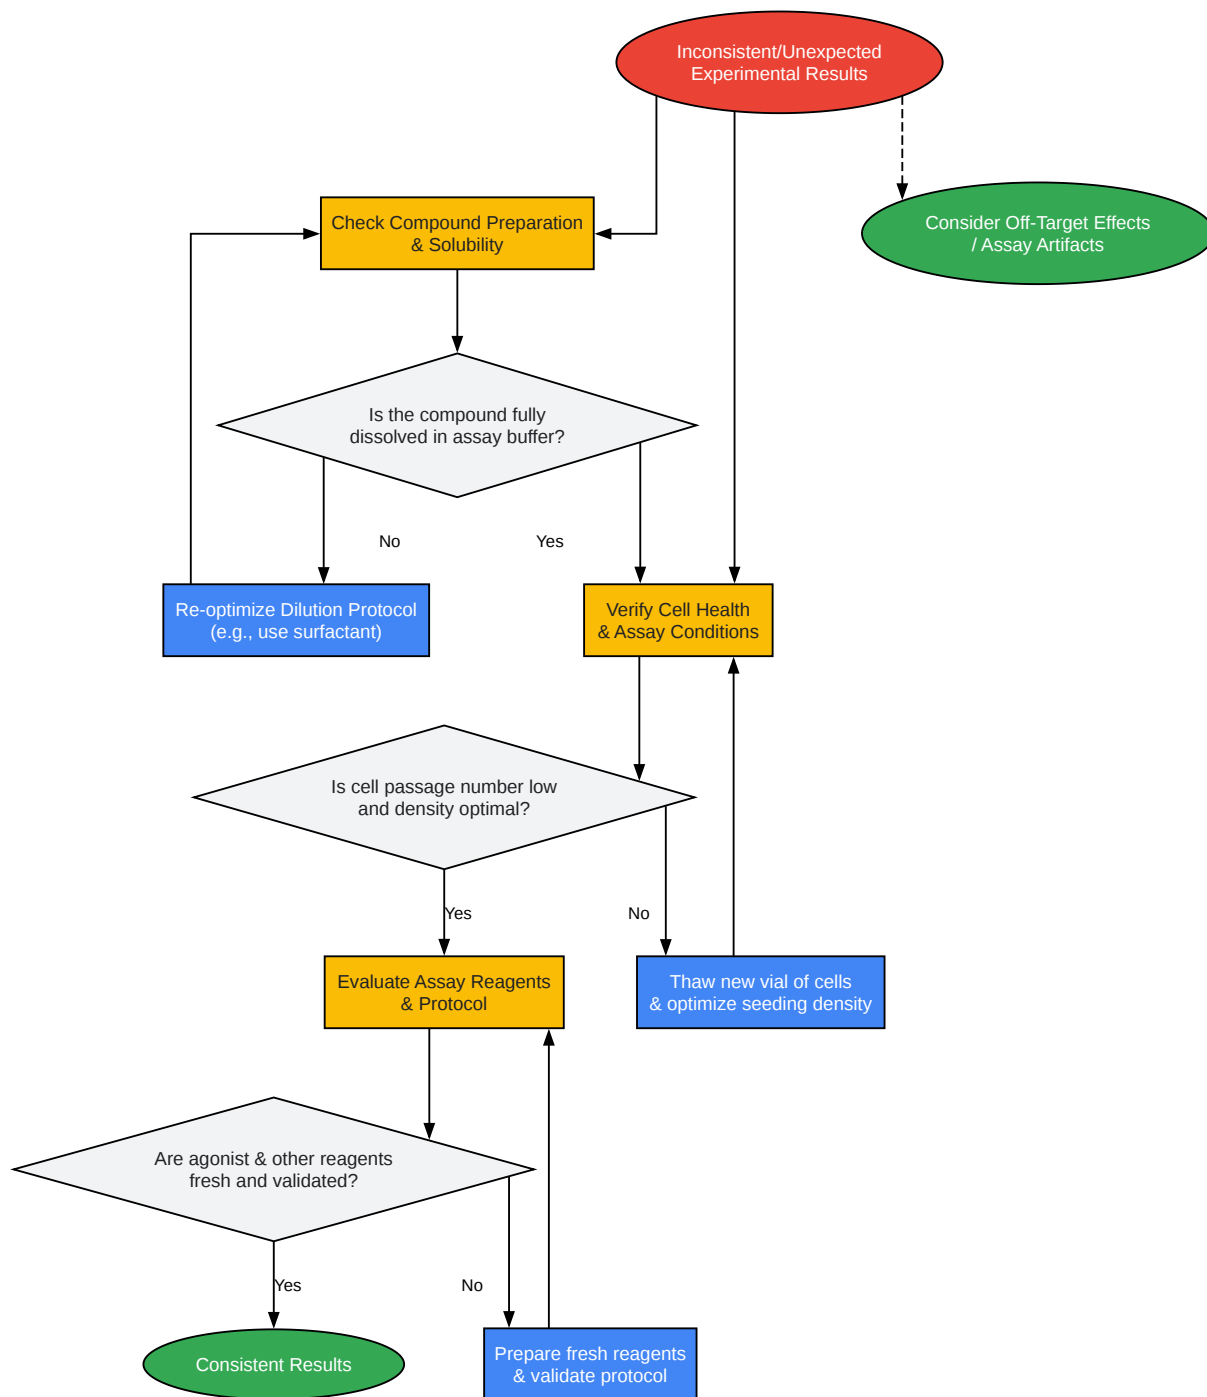 Inconsistent/Unexpected
Experimental Results
Check Compound Preparation
& Solubility
Consider Off-Target Effects
/ Assay Artifacts
Is the compound fully
dissolved in assay buffer?
No
Yes
Re-optimize Dilution Protocol
(e.g., use surfactant)
Verify Cell Health
& Assay Conditions
Is cell passage number low
and density optimal?
Yes
No
Evaluate Assay Reagents
& Protocol
Thaw new vial of cells
& optimize seeding density
Are agonist & other reagents
fresh and validated?
Yes
No
Consistent Results
Prepare fresh reagents
& validate protocol